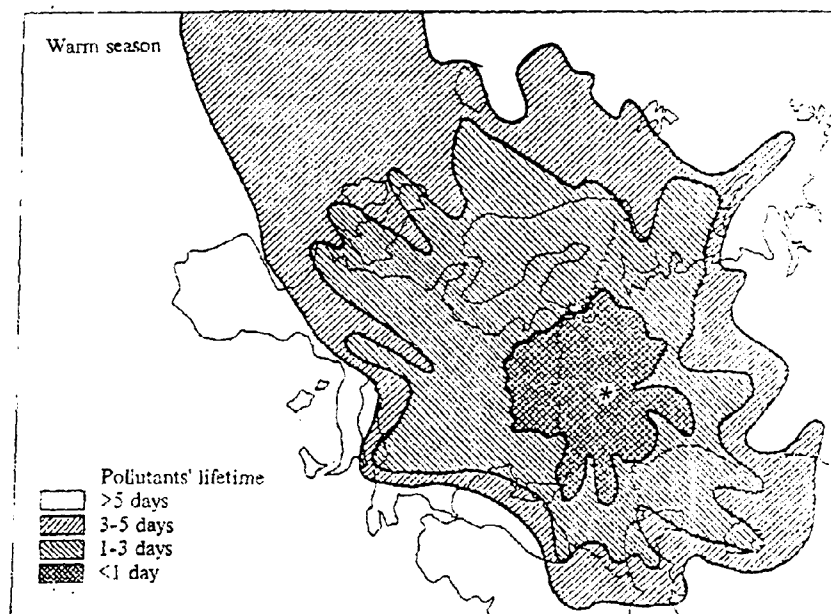 Warm season
Pollutants' lifetime
>5 days
3-5 days
1-3 days
<1 day
*